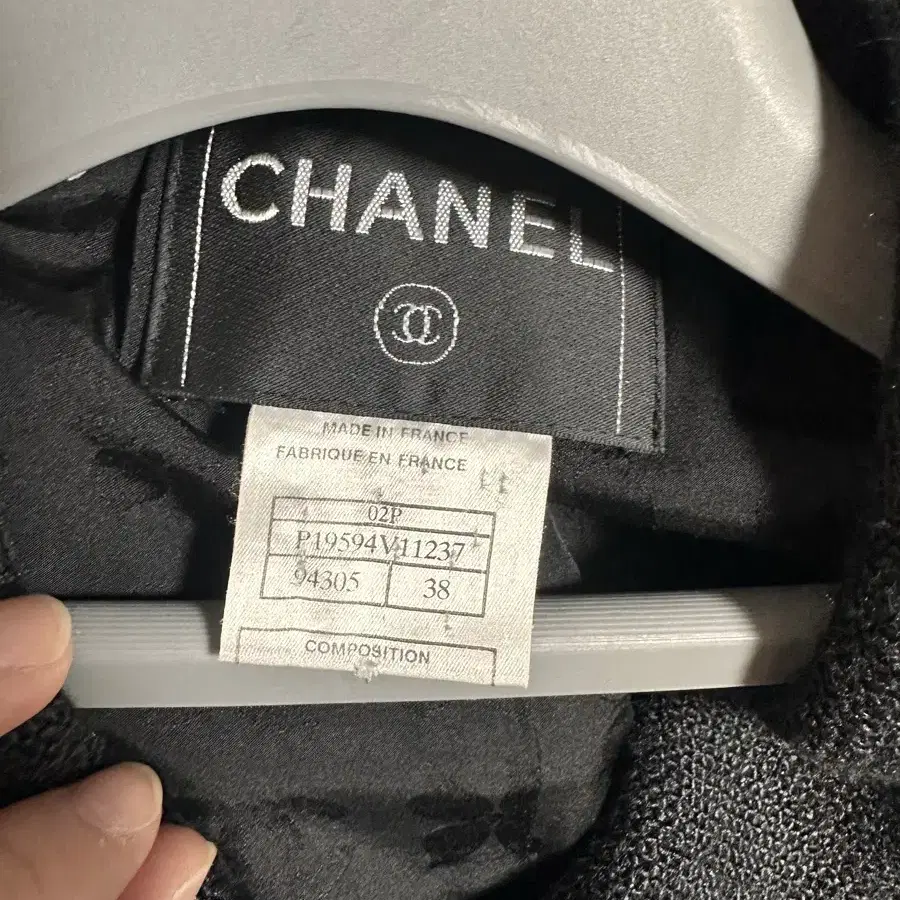 CHANEL
MADE IN FRANCE
FABRIQUE EN FRANCE
02P
P19594V11237
94305 38
COMPOSITION